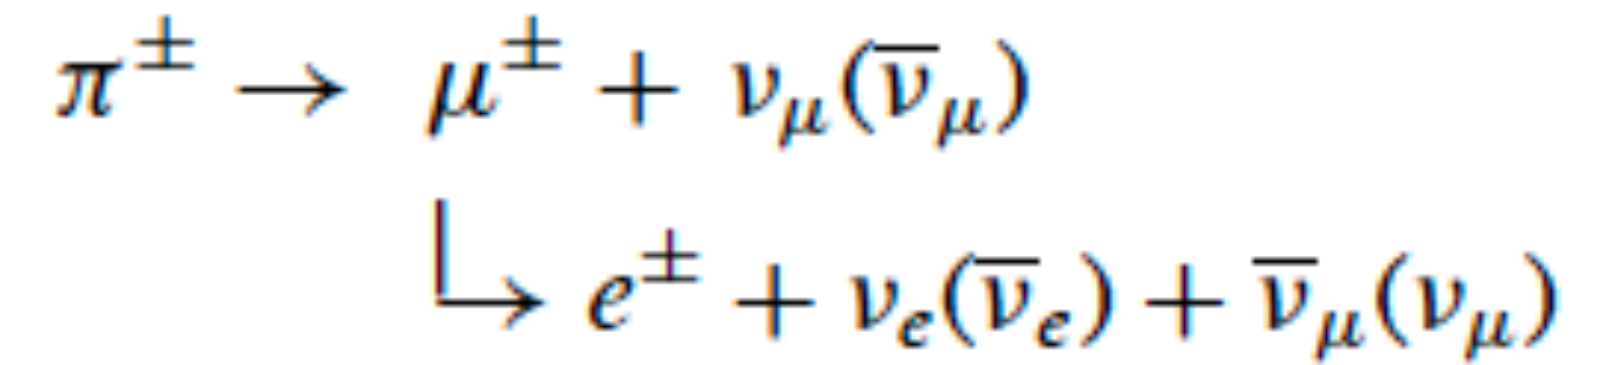 π± → μ± + νμ(ν̅μ)
↳ e± + νe(ν̅e) + ν̅μ(νμ)